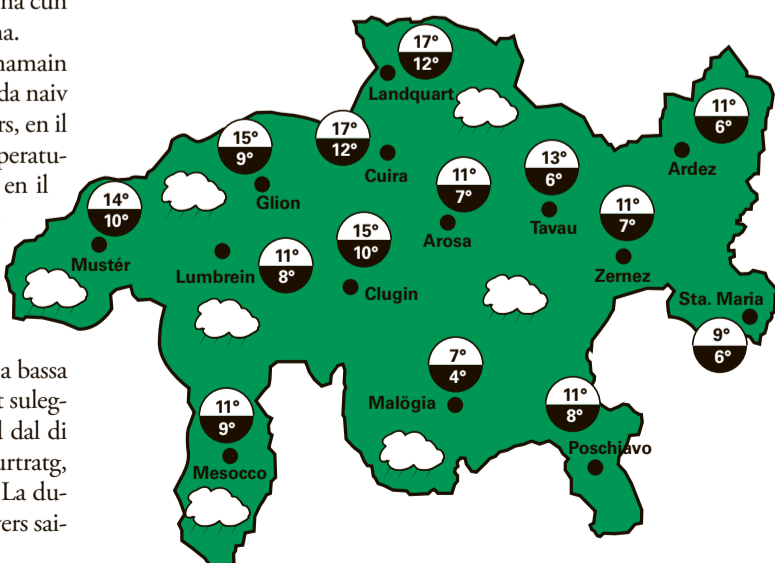 na cun
na.
namain
da naiv
rs, en il
peratu-
en il
a bassa
t suleg-
l dal di
urtratg,
La du-
vers sai-
17°
12°
Landquart
17°
12°
Cuira
15°
9°
Glion
14°
10°
Mustér
Lumbrein
11°
8°
15°
10°
Clugin
11°
7°
Arosa
13°
6°
Tavau
11°
7°
Zernez
11°
6°
Ardez
Sta. Maria
9°
6°
7°
4°
Malögia
11°
8°
Poschiavo
11°
9°
Mesocco